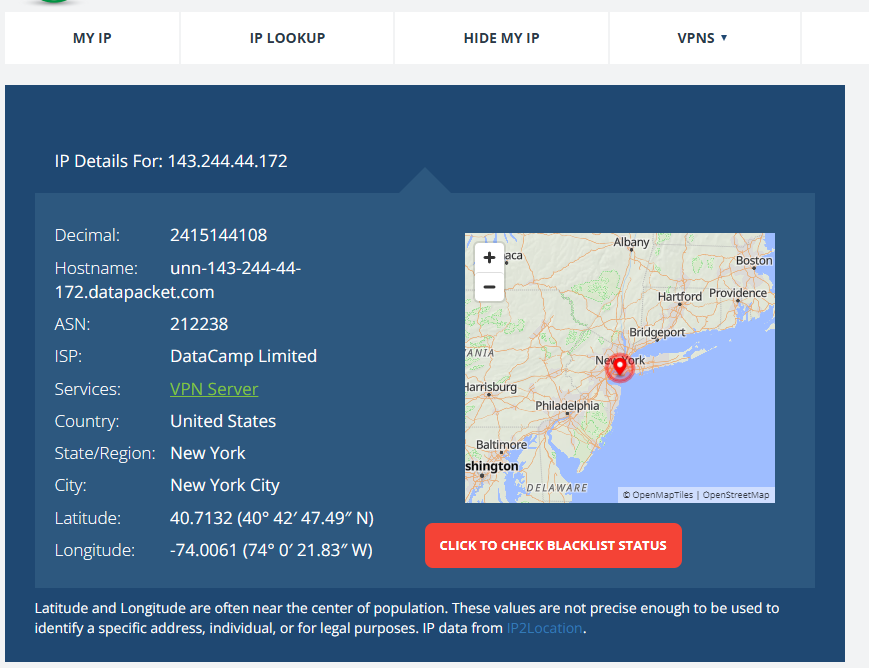 MY IP
IP LOOKUP
HIDE MY IP
VPNS ▼
IP Details For: 143.244.44.172
Decimal: 2415144108
Hostname: unn-143-244-44-
172.datapacket.com
ASN: 212238
ISP: DataCamp Limited
Services: VPN Server
Country: United States
State/Region: New York
City: New York City
Latitude: 40.7132 (40° 42′ 47.49″ N)
Longitude: -74.0061 (74° 0′ 21.83″ W)
+
−
aca
Albany
Boston
Hartford
Providence
Bridgeport
ANIA
New York
Harrisburg
Philadelphia
Baltimore
shington
DELAWARE
© OpenMapTiles | OpenStreetMap
CLICK TO CHECK BLACKLIST STATUS
Latitude and Longitude are often near the center of population. These values are not precise enough to be used to
identify a specific address, individual, or for legal purposes. IP data from IP2Location.